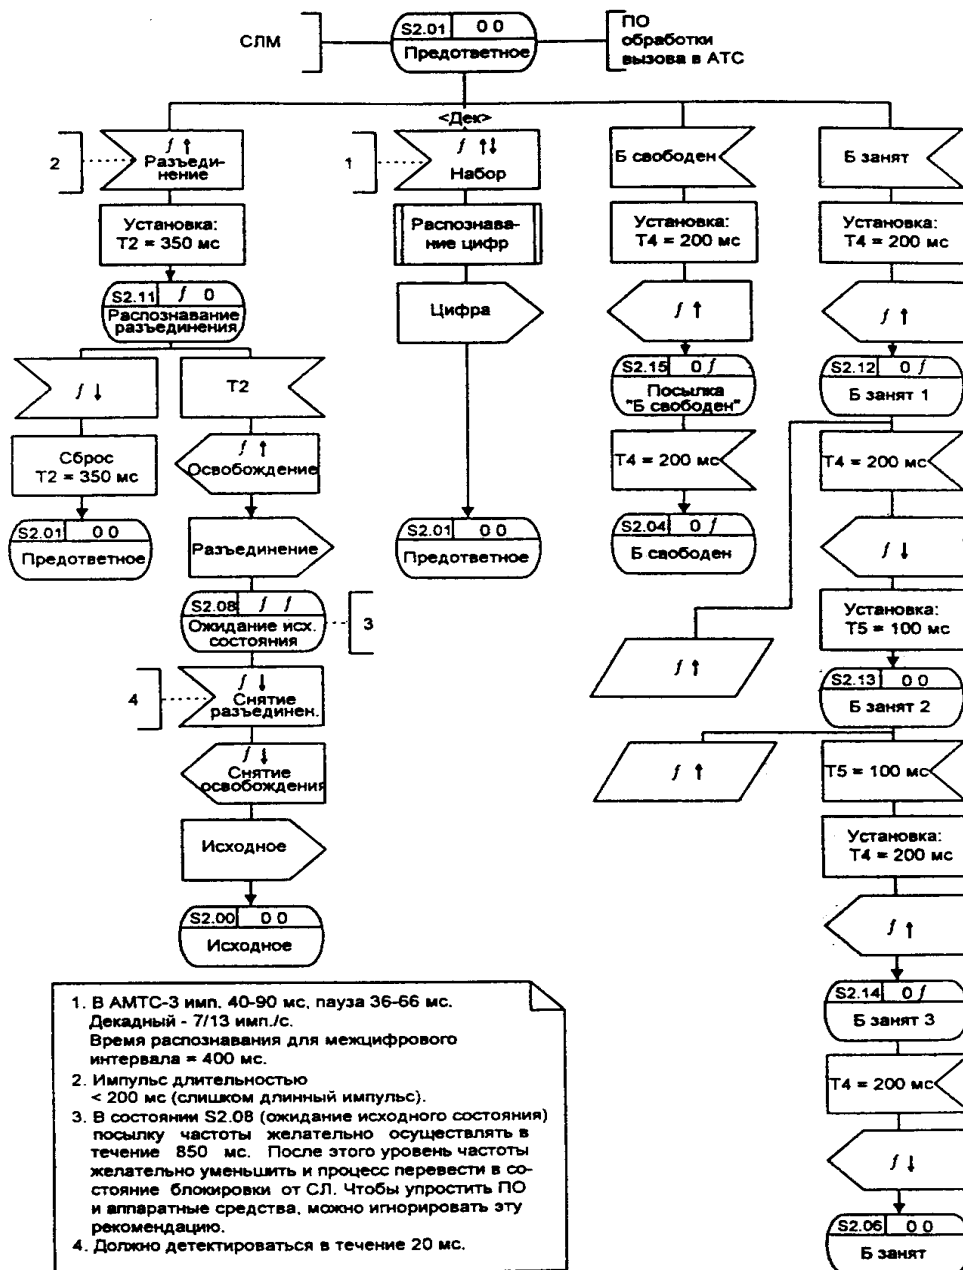 СЛМ
S2.01 0 0
Предответное
ПО
обработки
вызова в АТС
<Дек>
2
f ↑
Разъеди-
нение
1
f ↑↓
Набор
Б свободен
Б занят
Установка:
T2 = 350 мс
Распознава-
ние цифр
Установка:
T4 = 200 мс
Установка:
T4 = 200 мс
S2.11 f 0
Распознавание
разъединения
Цифра
f ↑
f ↑
f ↓
T2
S2.15 0 f
Посылка
"Б свободен"
S2.12 0 f
Б занят 1
Сброс
T2 = 350 мс
f ↑
Освобождение
T4 = 200 мс
T4 = 200 мс
S2.01 0 0
Предответное
Разъединение
S2.01 0 0
Предответное
S2.04 0 f
Б свободен
f ↓
S2.08 f f
Ожидание исх.
состояния
3
Установка:
T5 = 100 мс
f ↑
4
f ↓
Снятие
разъединен.
S2.13 0 0
Б занят 2
f ↓
Снятие
освобождения
f ↑
T5 = 100 мс
Исходное
Установка:
T4 = 200 мс
S2.00 0 0
Исходное
f ↑
S2.14 0 f
Б занят 3
T4 = 200 мс
f ↓
S2.06 0 0
Б занят
1. В АМТС-3 имп. 40-90 мс, пауза 36-66 мс.
Декадный - 7/13 имп./с.
Время распознавания для межцифрового
интервала = 400 мс.
2. Импульс длительностью
< 200 мс (слишком длинный импульс).
3. В состоянии S2.08 (ожидание исходного состояния)
посылку частоты желательно осуществлять в
течение 850 мс. После этого уровень частоты
желательно уменьшить и процесс перевести в со-
стояние блокировки от СЛ. Чтобы упростить ПО
и аппаратные средства, можно игнорировать эту
рекомендацию.
4. Должно детектироваться в течение 20 мс.